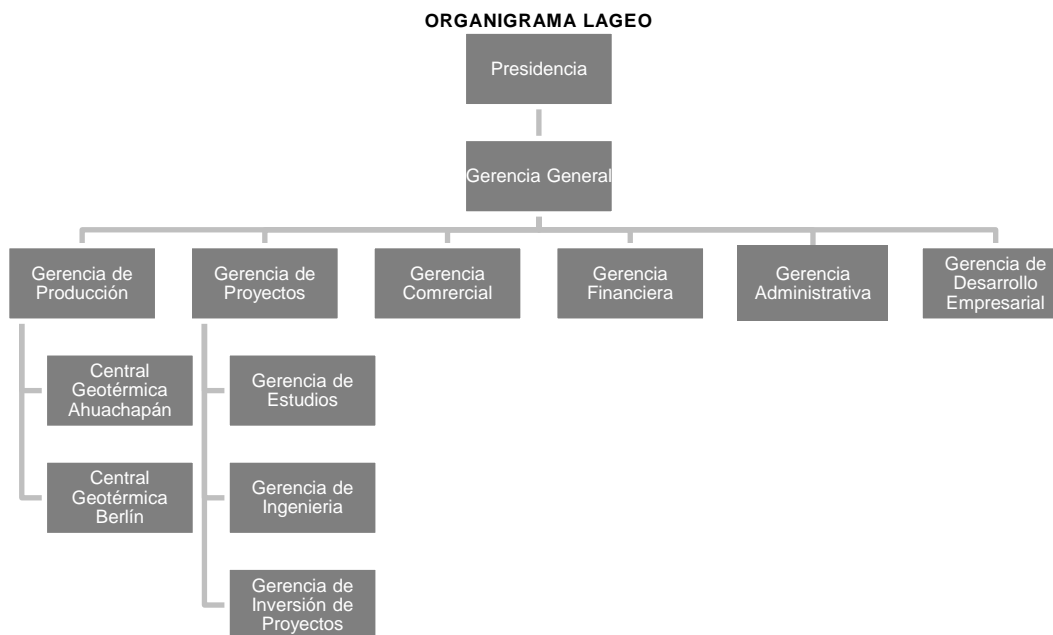 ORGANIGRAMA LAGEO
Presidencia
Gerencia General
Gerencia de
Producción
Gerencia de
Proyectos
Gerencia
Comrercial
Gerencia
Financiera
Gerencia
Administrativa
Gerencia de
Desarrollo
Empresarial
Central
Geotérmica
Ahuachapán
Gerencia de
Estudios
Central
Geotérmica
Berlín
Gerencia de
Ingenieria
Gerencia de
Inversión de
Proyectos